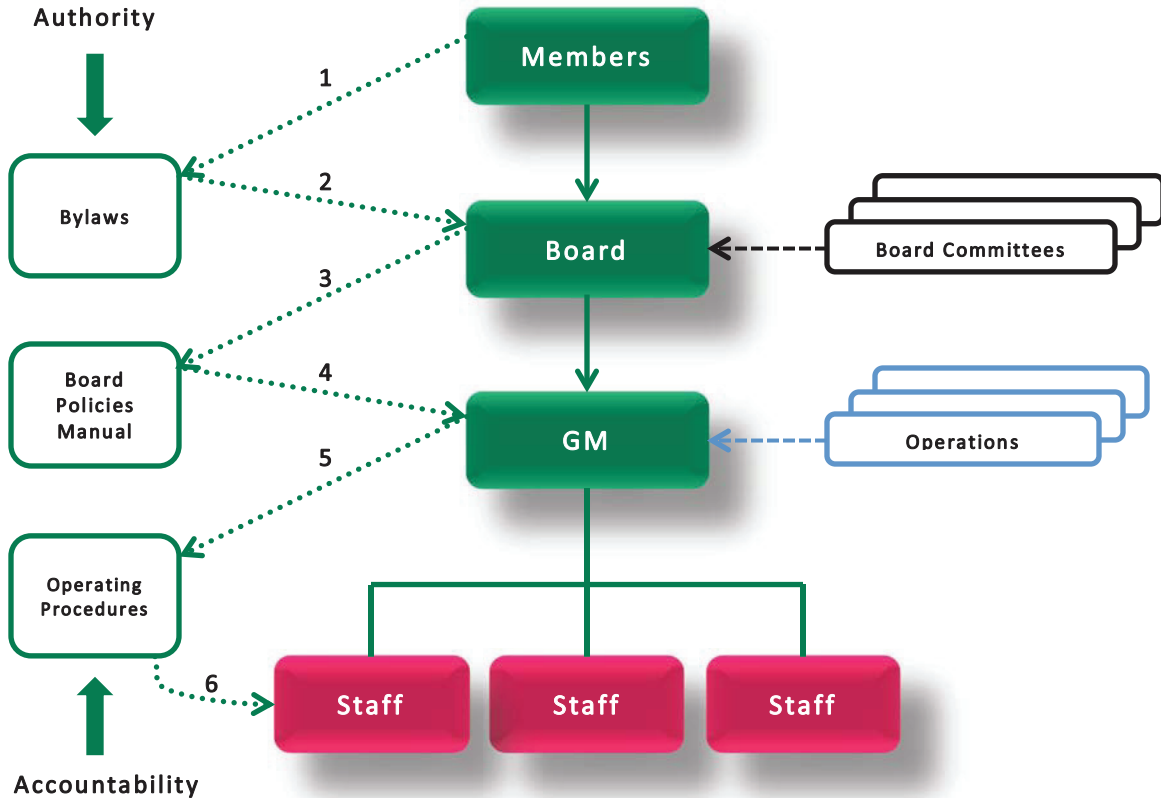 Authority
Members
1
2
Bylaws
Board
Board Committees
3
Board
Policies
Manual
4
GM
Operations
5
Operating
Procedures
6
Staff
Staff
Staff
Accountability